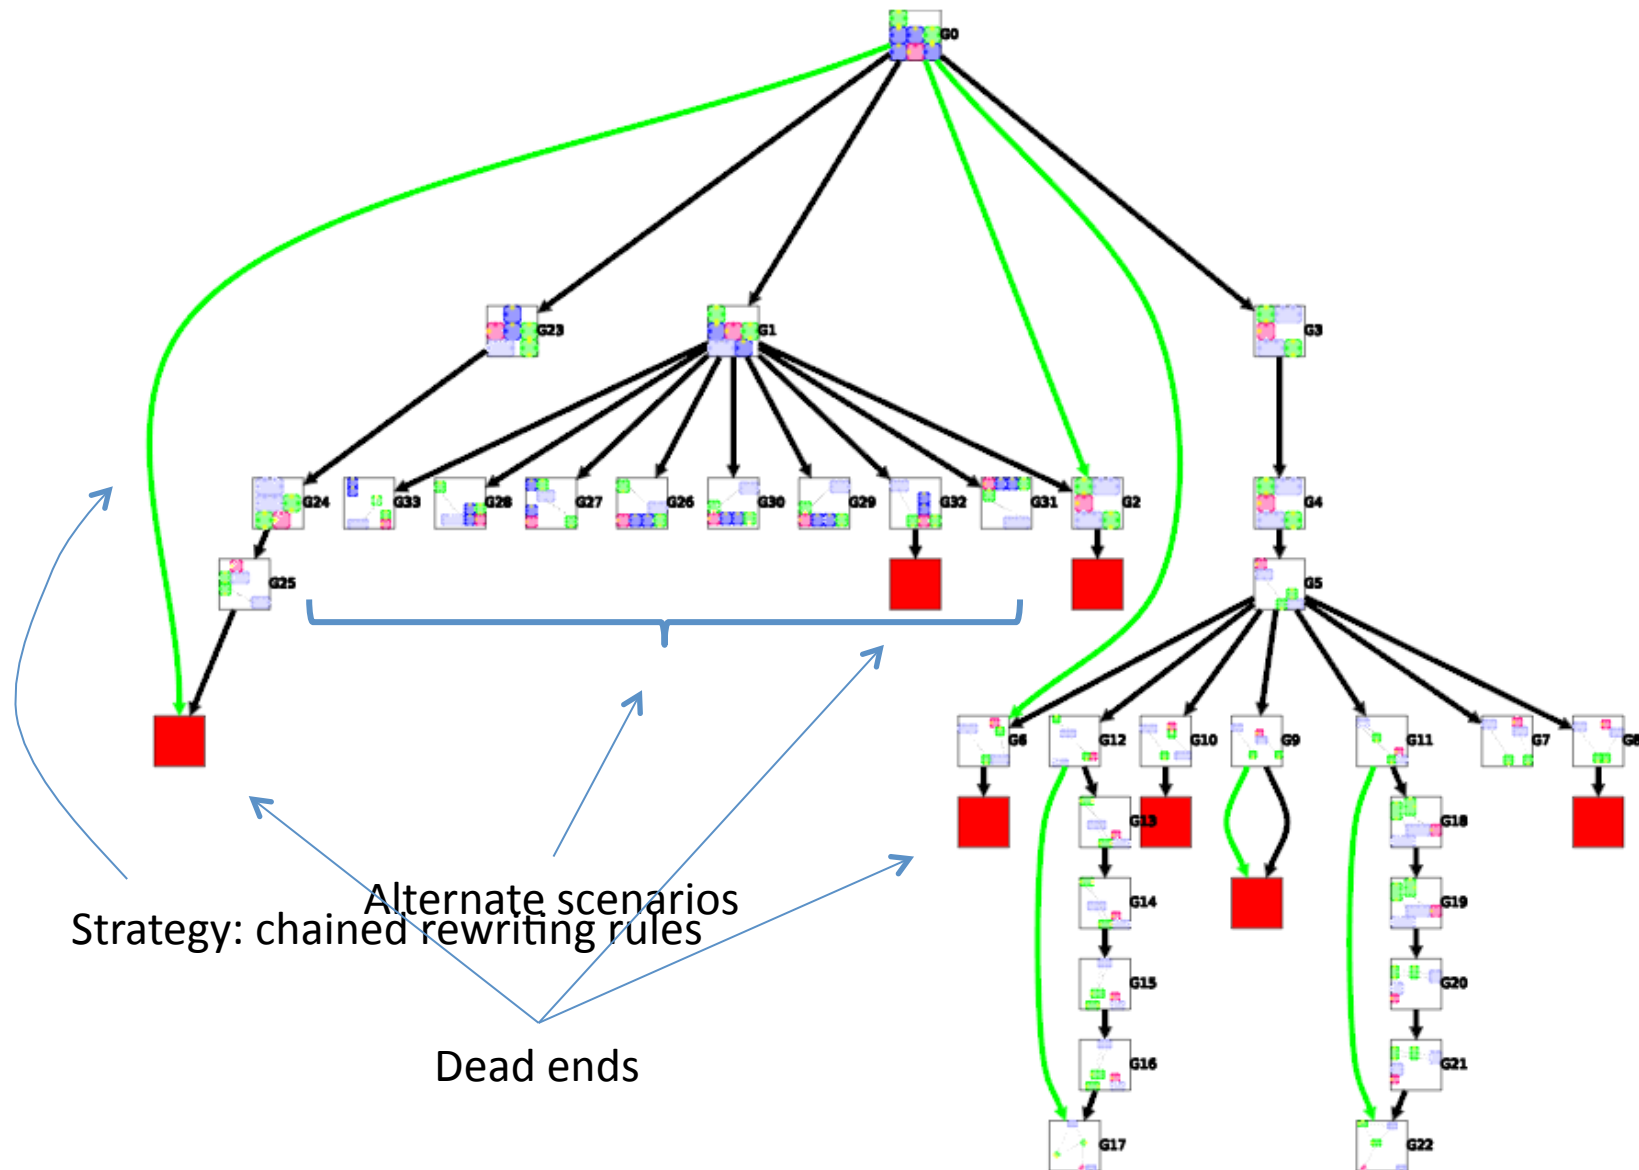 G0
G23
G1
G3
G24
G33
G28
G27
G26
G30
G29
G32
G31
G2
G4
G25
G5
G6
G12
G10
G9
G11
G7
G8
G13
G18
Alternate scenarios
G14
G19
Strategy: chained rewriting rules
G15
G20
Dead ends
G16
G21
G17
G22